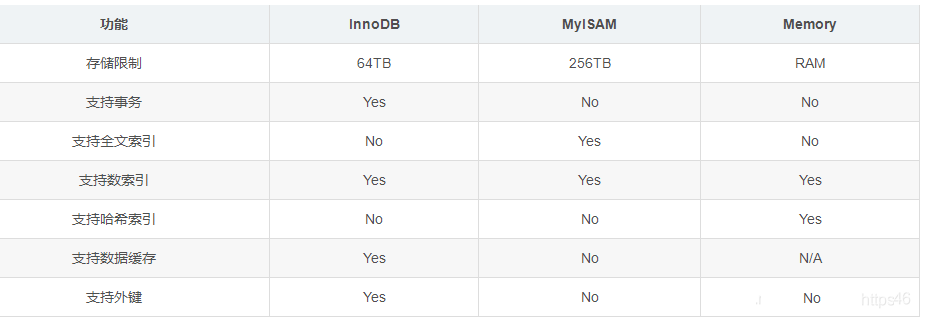 功能 InnoDB MyISAM Memory
存储限制 64TB 256TB RAM
支持事务 Yes No No
支持全文索引 No Yes No
支持数索引 Yes Yes Yes
支持哈希索引 No No Yes
支持数据缓存 Yes No N/A
支持外键 Yes No No https46